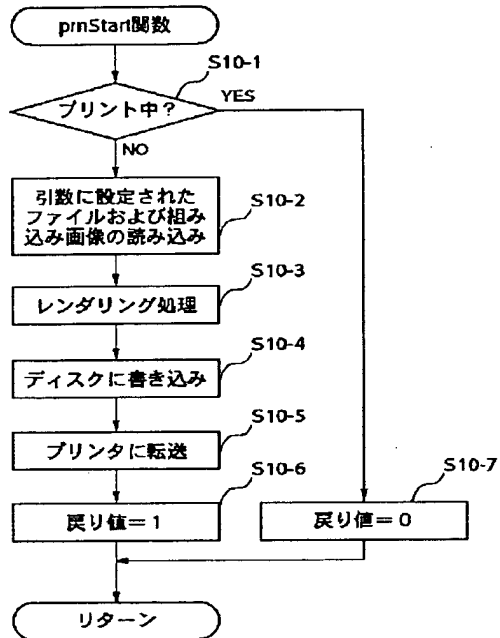 prnStart関数
S10-1
プリント中？
YES
NO
引数に設定された
ファイルおよび組み
込み画像の読み込み
S10-2
S10-3
レンダリング処理
S10-4
ディスクに書き込み
S10-5
プリンタに転送
S10-6
戻り値＝1
S10-7
戻り値＝0
リターン